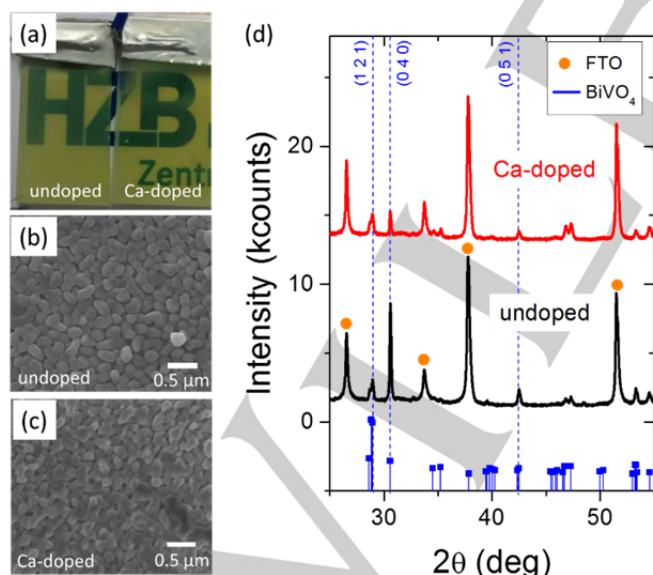 (a)
HZB
Zentr
undoped
Ca-doped
(b)
undoped
0.5 µm
(c)
Ca-doped
0.5 µm
(d)
(1 2 1)
(0 4 0)
(0 5 1)
FTO
BiVO₄
Ca-doped
undoped
Intensity (kcounts)
20
10
0
30
40
50
2θ (deg)